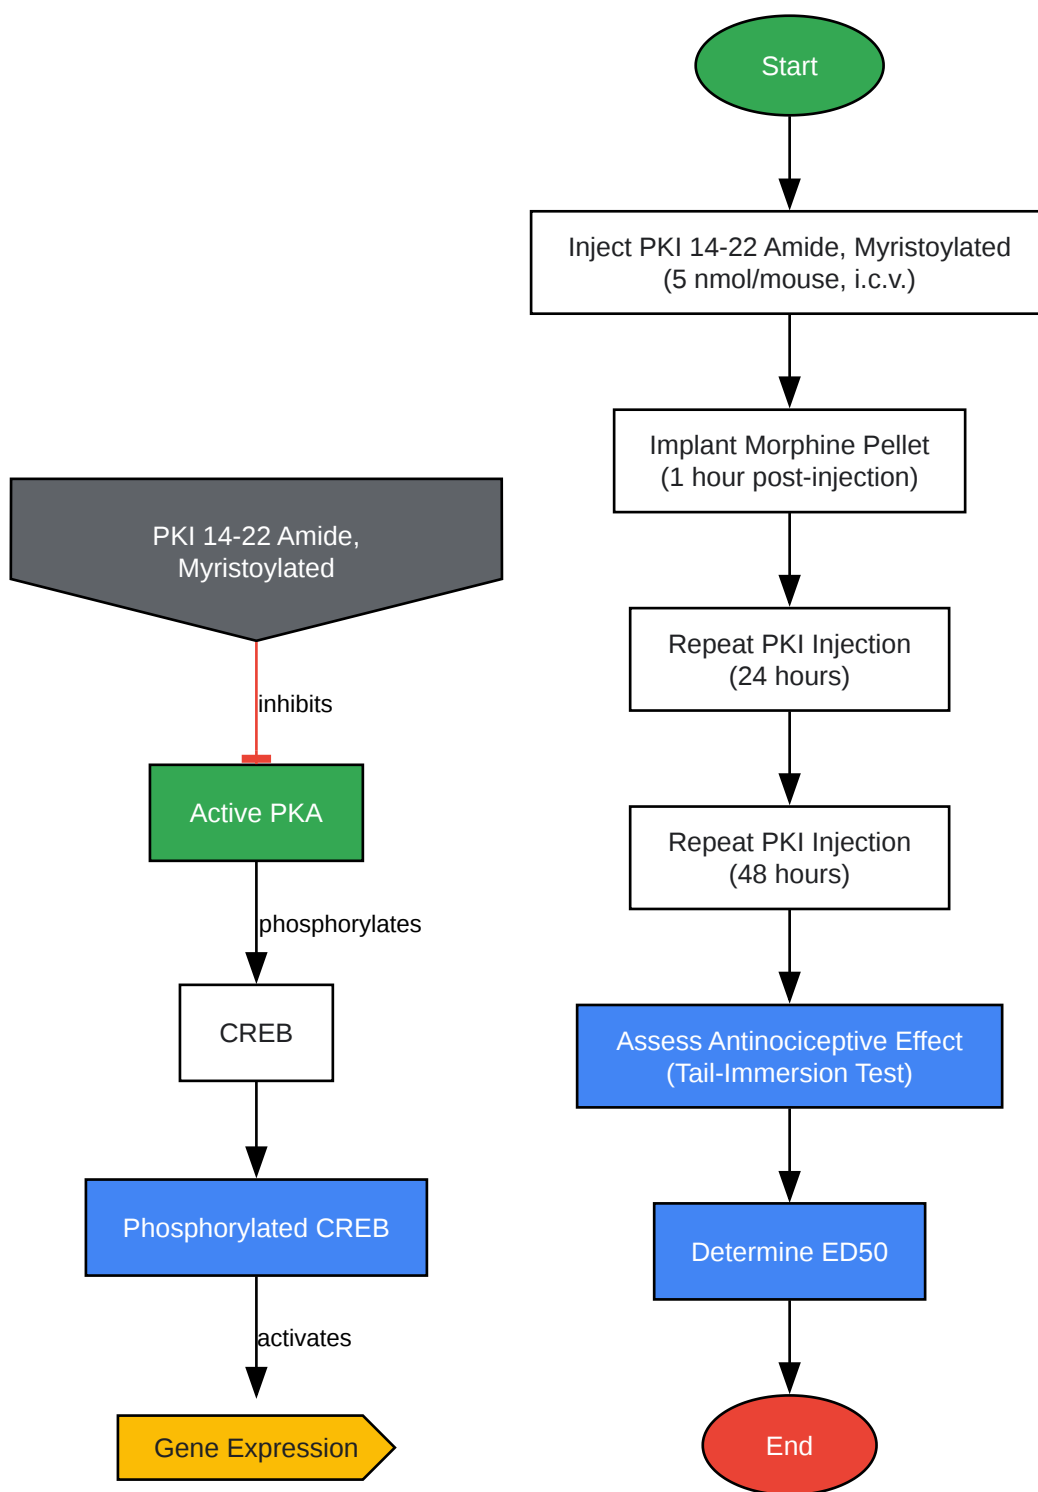 PKI 14-22 Amide,
Myristoylated
inhibits
Active PKA
phosphorylates
CREB
Phosphorylated CREB
activates
Gene Expression
Start
Inject PKI 14-22 Amide, Myristoylated
(5 nmol/mouse, i.c.v.)
Implant Morphine Pellet
(1 hour post-injection)
Repeat PKI Injection
(24 hours)
Repeat PKI Injection
(48 hours)
Assess Antinociceptive Effect
(Tail-Immersion Test)
Determine ED50
End